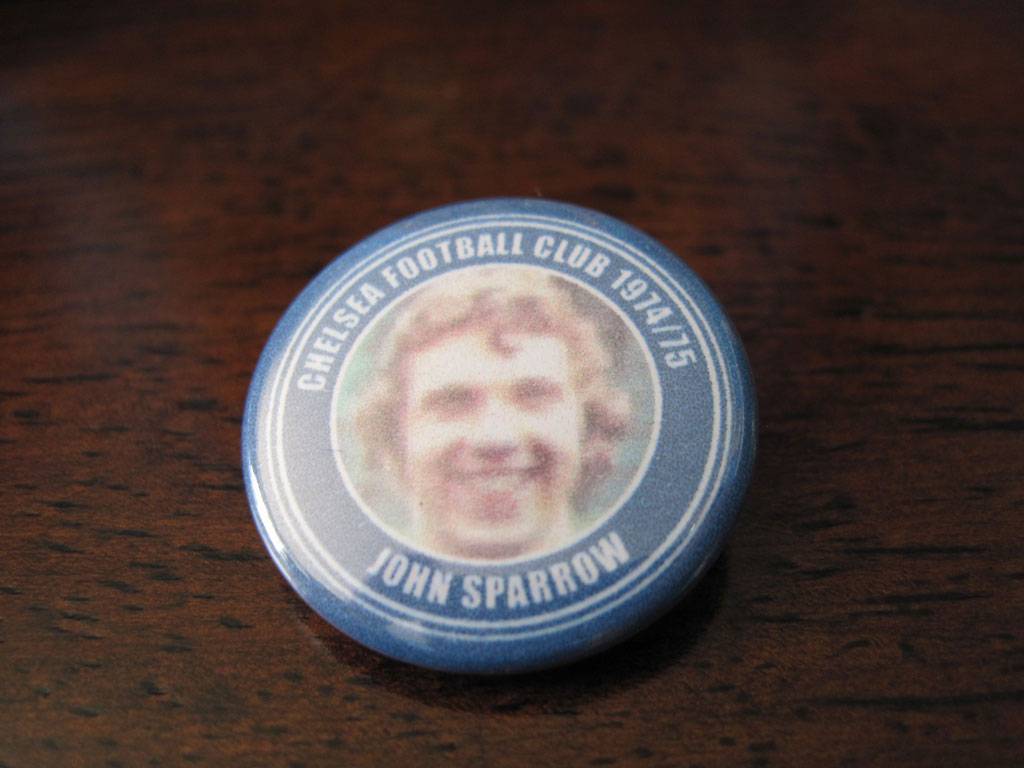 CHELSEA FOOTBALL CLUB 1974/75
JOHN SPARROW